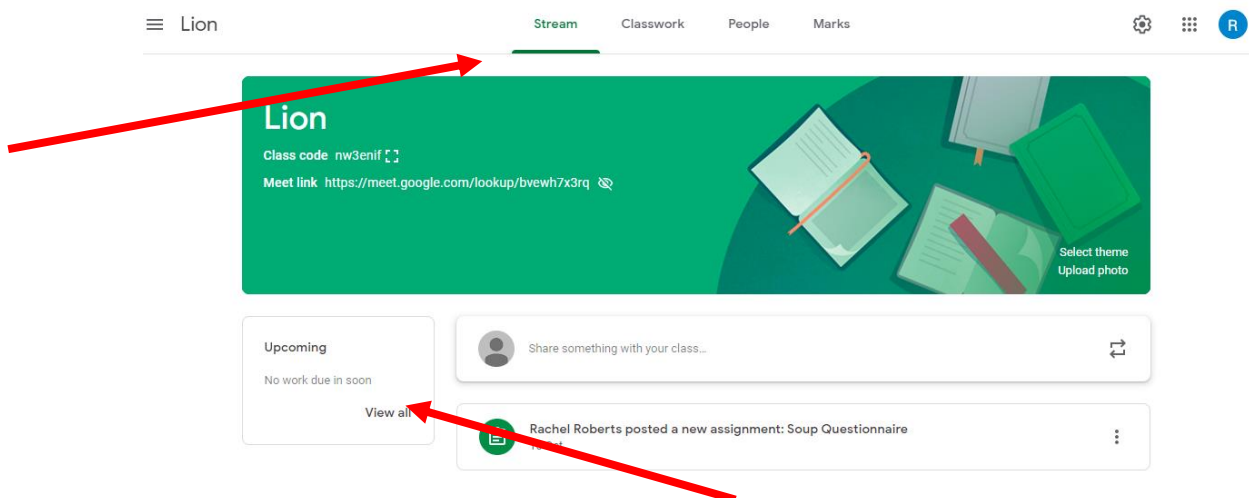 Lion
Stream Classwork People Marks
R
Lion
Class code nw3enif
Meet link https://meet.google.com/lookup/bvewh7x3rq
Select theme
Upload photo
Upcoming
No work due in soon
View all
Share something with your class...
Rachel Roberts posted a new assignment: Soup Questionnaire